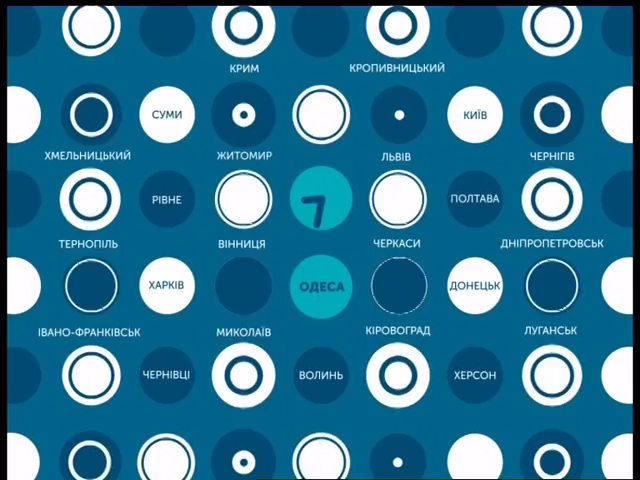 КРИМ
КРОПИВНИЦЬКИЙ
СУМИ
КИЇВ
ХМЕЛЬНИЦЬКИЙ
ЖИТОМИР
ЛЬВІВ
ЧЕРНІГІВ
РІВНЕ
7
ПОЛТАВА
ТЕРНОПІЛЬ
ВІННИЦЯ
ЧЕРКАСИ
ДНІПРОПЕТРОВСЬК
ХАРКІВ
ОДЕСА
ДОНЕЦЬК
ІВАНО-ФРАНКІВСЬК
МИКОЛАЇВ
КІРОВОГРАД
ЛУГАНСЬК
ЧЕРНІВЦІ
ВОЛИНЬ
ХЕРСОН